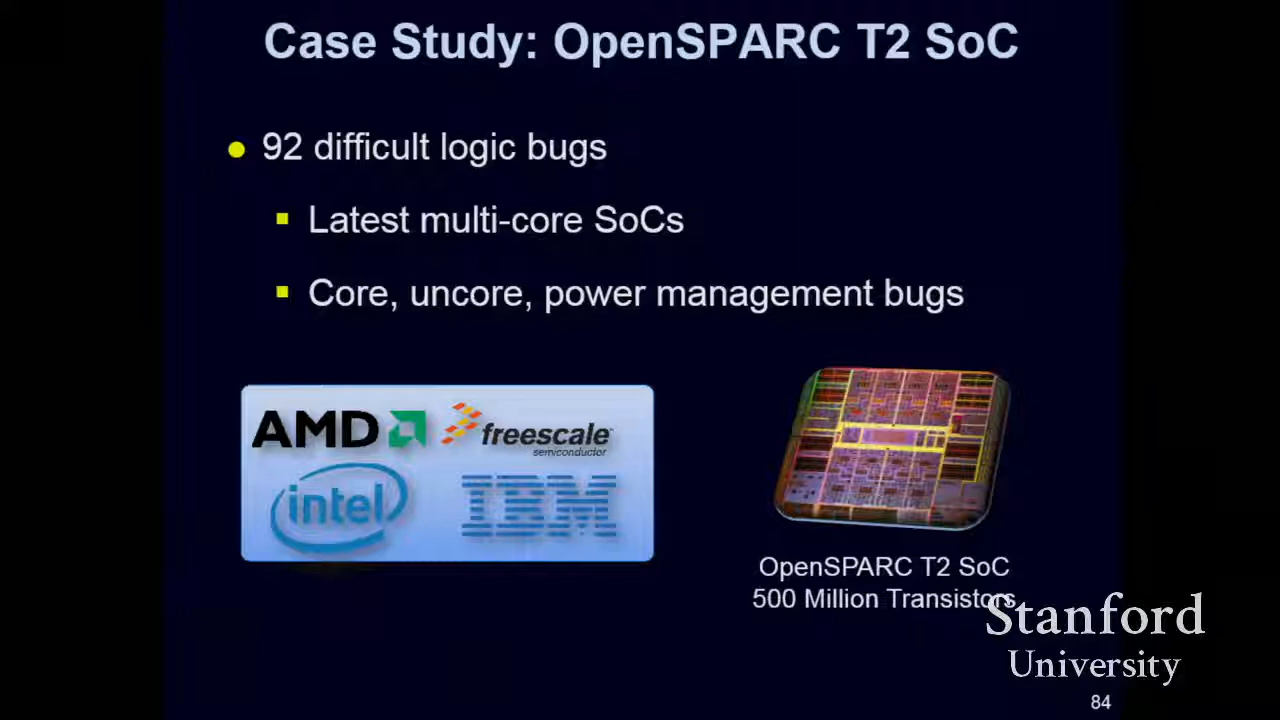 Case Study: OpenSPARC T2 SoC
92 difficult logic bugs
Latest multi-core SoCs
Core, uncore, power management bugs
AMD
freescale
semiconductor
intel
IBM
OpenSPARC T2 SoC
500 Million Transistors
Stanford
University
84